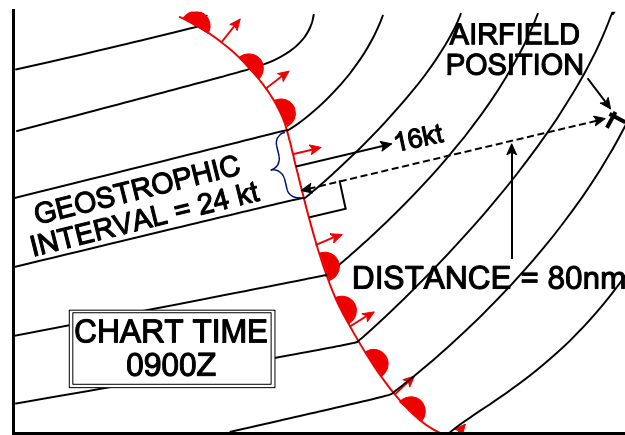 AIRFIELD
POSITION
16kt
GEOSTROPHIC
INTERVAL = 24 kt
DISTANCE = 80nm
CHART TIME
0900Z